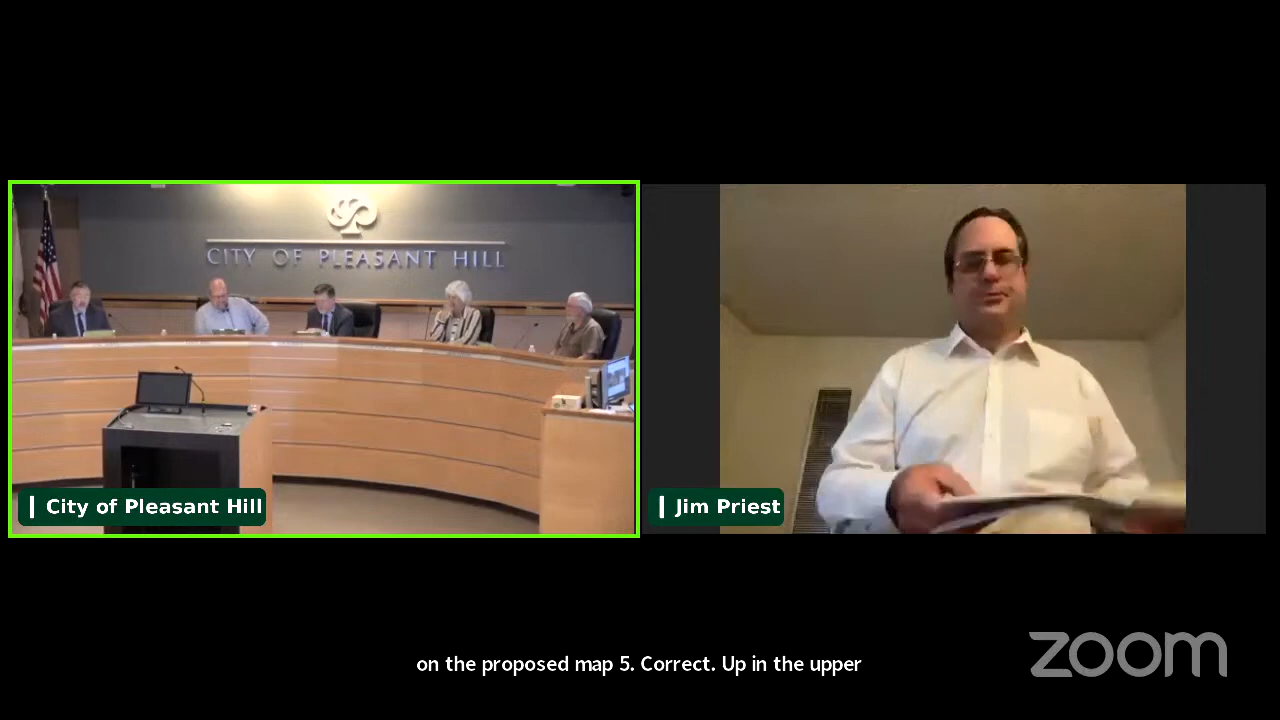 CITY OF PLEASANT HILL
City of Pleasant Hill
Jim Priest
on the proposed map 5. Correct. Up in the upper
zoom